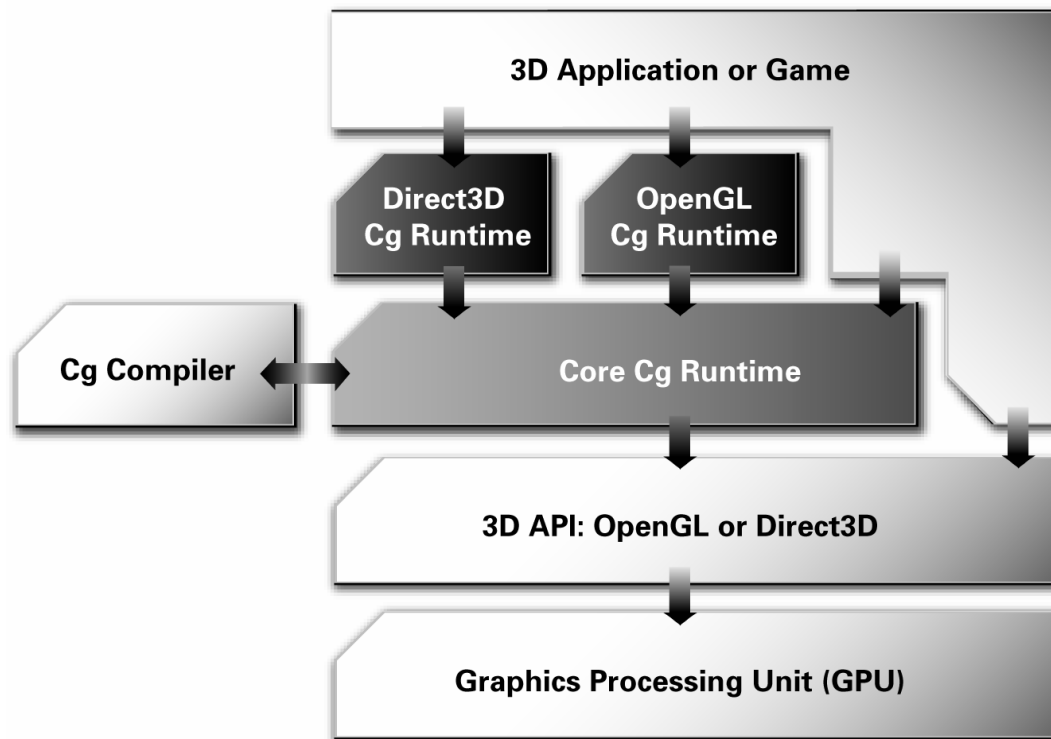 3D Application or Game
Direct3D
Cg Runtime
OpenGL
Cg Runtime
Cg Compiler
Core Cg Runtime
3D API: OpenGL or Direct3D
Graphics Processing Unit (GPU)